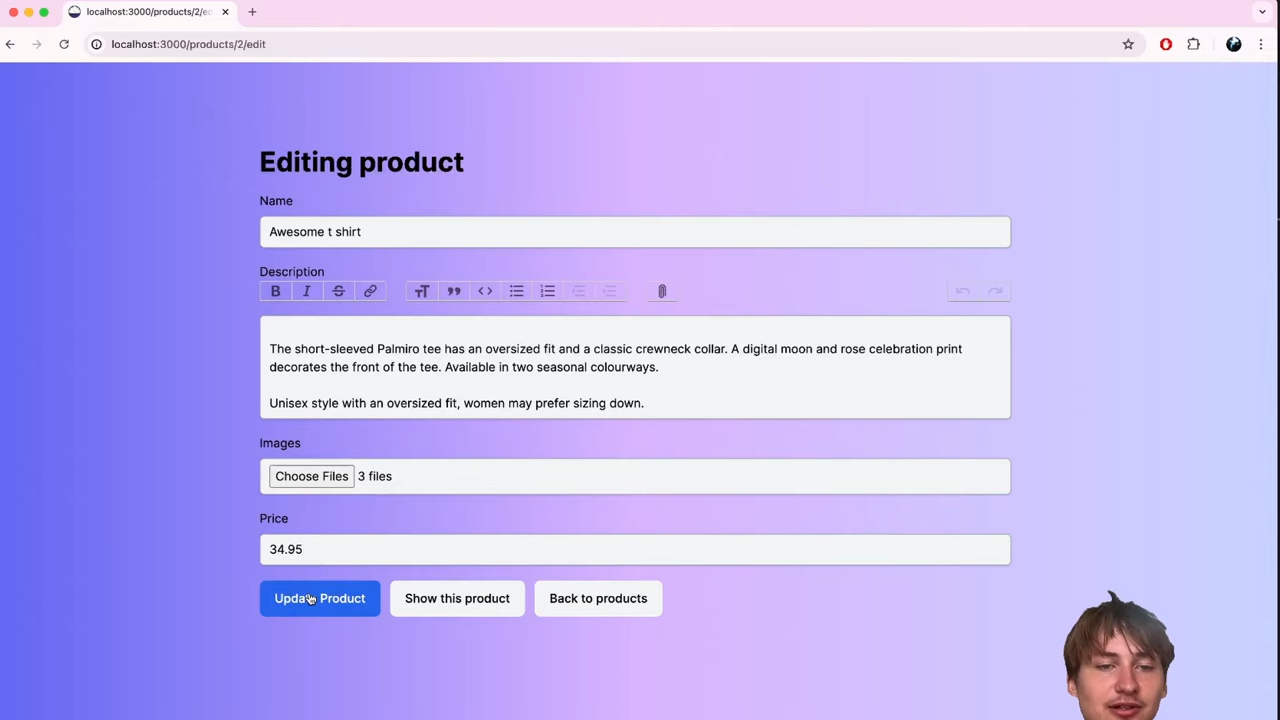 localhost:3000/products/2/e
localhost:3000/products/2/edit
Editing product
Name
Awesome t shirt
Description
The short-sleeved Palmiro tee has an oversized fit and a classic crewneck collar. A digital moon and rose celebration print
decorates the front of the tee. Available in two seasonal colourways.
Unisex style with an oversized fit, women may prefer sizing down.
Images
Choose Files 3 files
Price
34.95
Update Product Show this product Back to products